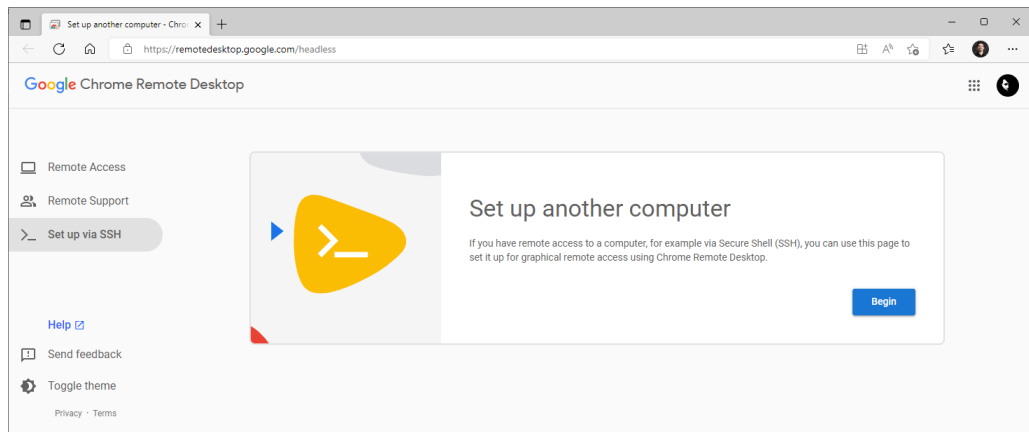 Set up another computer - Chro
https://remotedesktop.google.com/headless
Google Chrome Remote Desktop
Remote Access
Remote Support
Set up via SSH
Help
Send feedback
Toggle theme
Privacy · Terms
Set up another computer
If you have remote access to a computer, for example via Secure Shell (SSH), you can use this page to
set it up for graphical remote access using Chrome Remote Desktop.
Begin